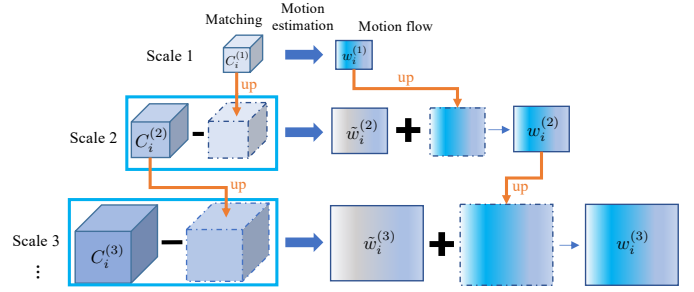 Matching
Motion estimation
Motion flow
Scale 1
C_i^{(1)}
w_i^{(1)}
up
up
Scale 2
C_i^{(2)}
−
w̃_i^{(2)}
+
w_i^{(2)}
up
up
Scale 3
C_i^{(3)}
−
w̃_i^{(3)}
+
w_i^{(3)}
⋮